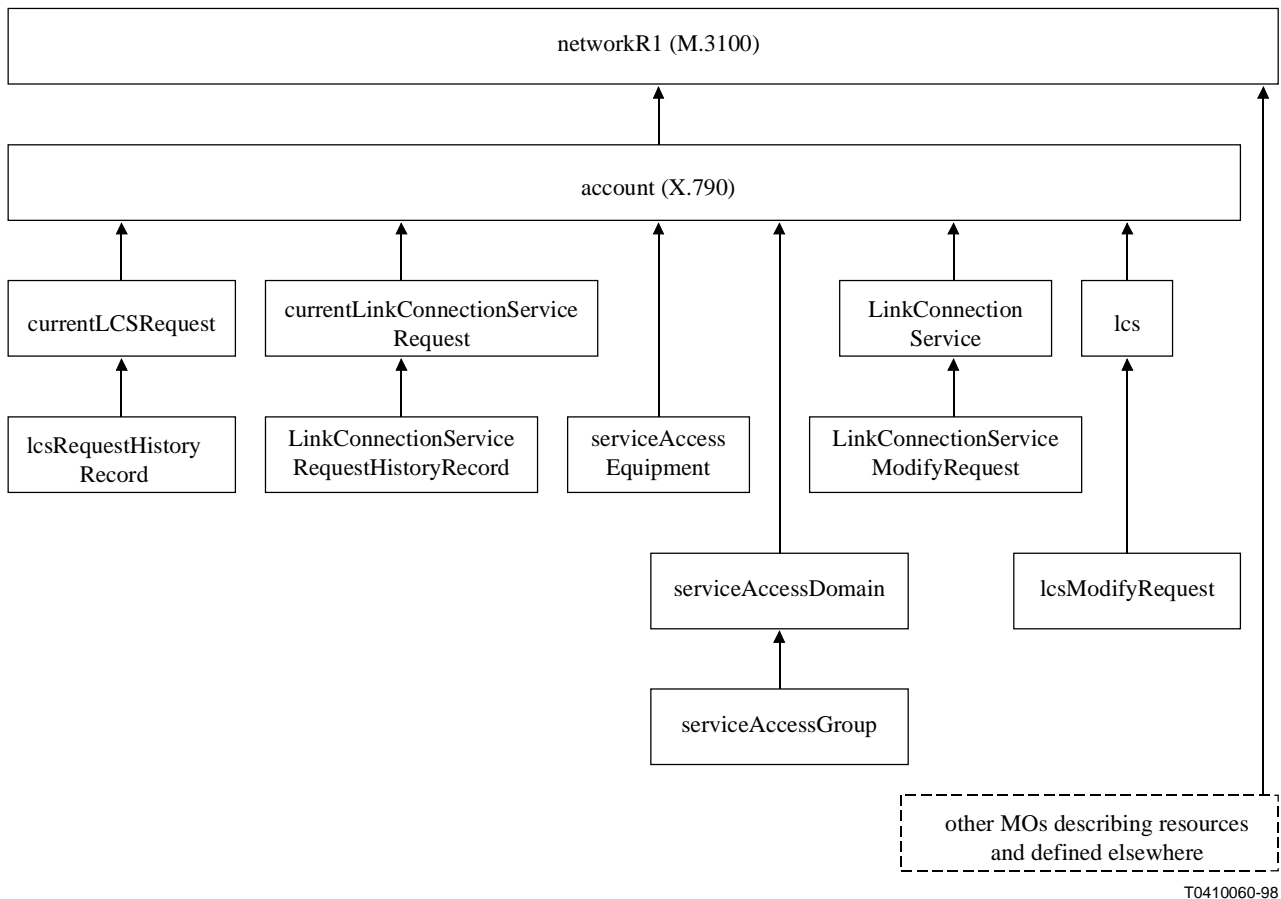 networkR1 (M.3100)
account (X.790)
currentLCSRequest
currentLinkConnectionService
Request
LinkConnection
Service
lcs
lcsRequestHistory
Record
LinkConnectionService
RequestHistoryRecord
serviceAccess
Equipment
LinkConnectionService
ModifyRequest
serviceAccessDomain
lcsModifyRequest
serviceAccessGroup
other MOs describing resources
and defined elsewhere
T0410060-98